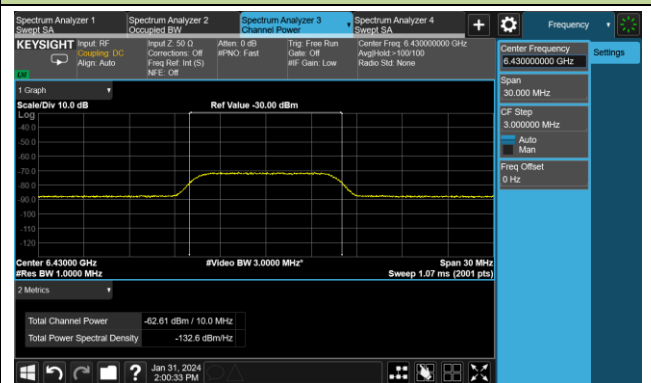 Spectrum Analyzer 1
Swept SA
Spectrum Analyzer 2
Occupied BW
Spectrum Analyzer 3
Channel Power
Spectrum Analyzer 4
Swept SA
+
Frequency
KEYSIGHT
Input: RF
Coupling: DC
Align: Auto
Input Z: 50 Ω
Corrections: Off
Freq Ref: Int (S)
NFE: Off
Atten: 0 dB
#PNO: Fast
Trig: Free Run
Gate: Off
#IF Gain: Low
Center Freq: 6.430000000 GHz
Avg|Hold:>100/100
Radio Std: None
Center Frequency
6.430000000 GHz
Settings
Span
30.000 MHz
CF Step
3.000000 MHz
Auto
Man
Freq Offset
0 Hz
1 Graph
Scale/Div 10.0 dB
Ref Value -30.00 dBm
Log
-40.0
-50.0
-60.0
-70.0
-80.0
-90.0
-100
-110
-120
Center 6.43000 GHz
#Video BW 3.0000 MHz*
Span 30 MHz
#Res BW 1.0000 MHz
Sweep 1.07 ms (2001 pts)
2 Metrics
Total Channel Power
-62.61 dBm / 10.0 MHz
Total Power Spectral Density
-132.6 dBm/Hz
?
Jan 31, 2024
2:00:33 PM